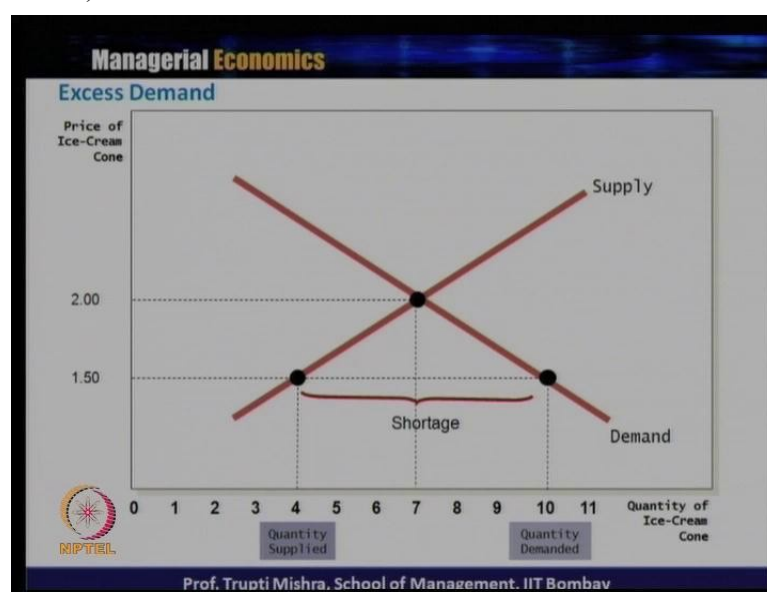 Managerial Economics
Excess Demand
Price of
Ice-Cream
Cone
Supply
2.00
1.50
Shortage
Demand
0 1 2 3 4 5 6 7 8 9 10 11
Quantity of
Ice-Cream
Cone
Quantity
Supplied
Quantity
Demanded
NPTEL
Prof. Trupti Mishra, School of Management, IIT Bombay